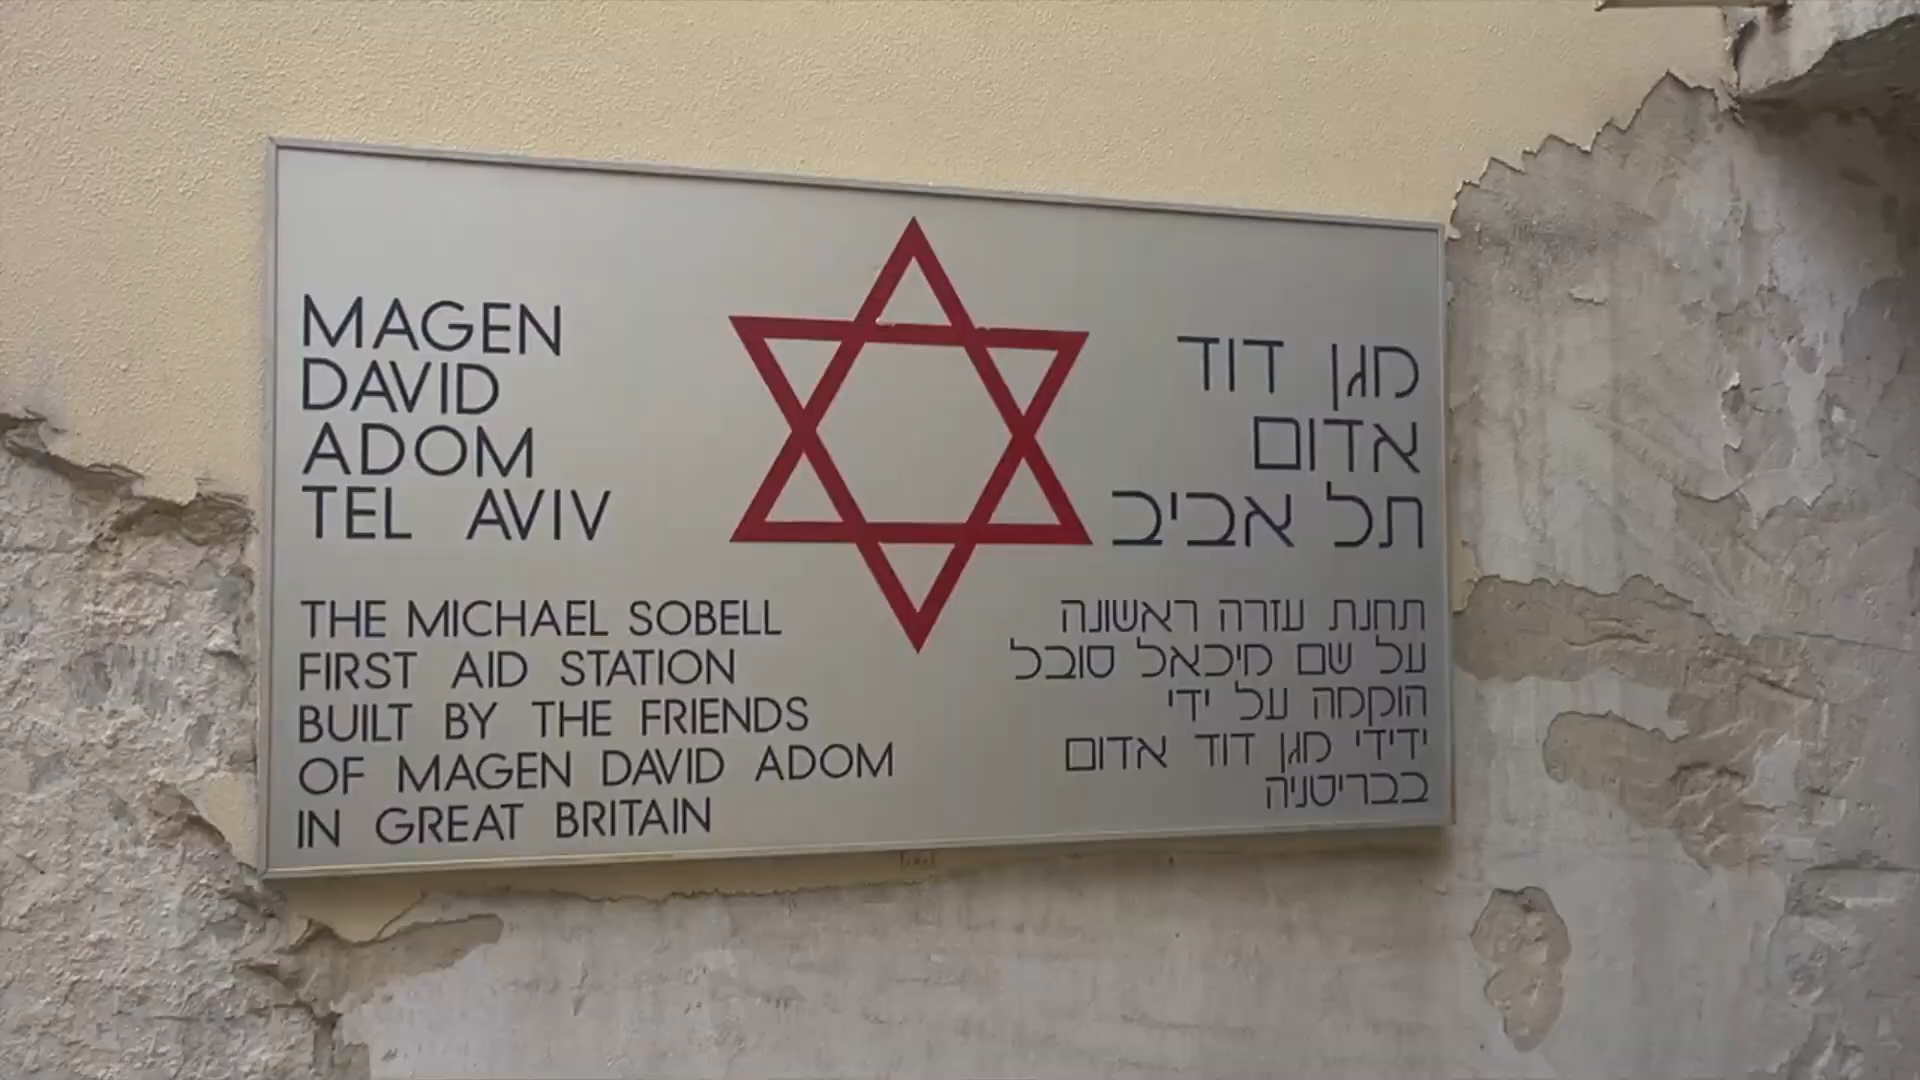 MAGEN
DAVID
ADOM
TEL AVIV
THE MICHAEL SOBELL
FIRST AID STATION
BUILT BY THE FRIENDS
OF MAGEN DAVID ADOM
IN GREAT BRITAIN
מגן דוד
אדום
תל אביב
תחנת עזרה ראשונה
על שם מיכאל סובל
הוקמה על ידי
ידידי מגן דוד אדום
בבריטניה